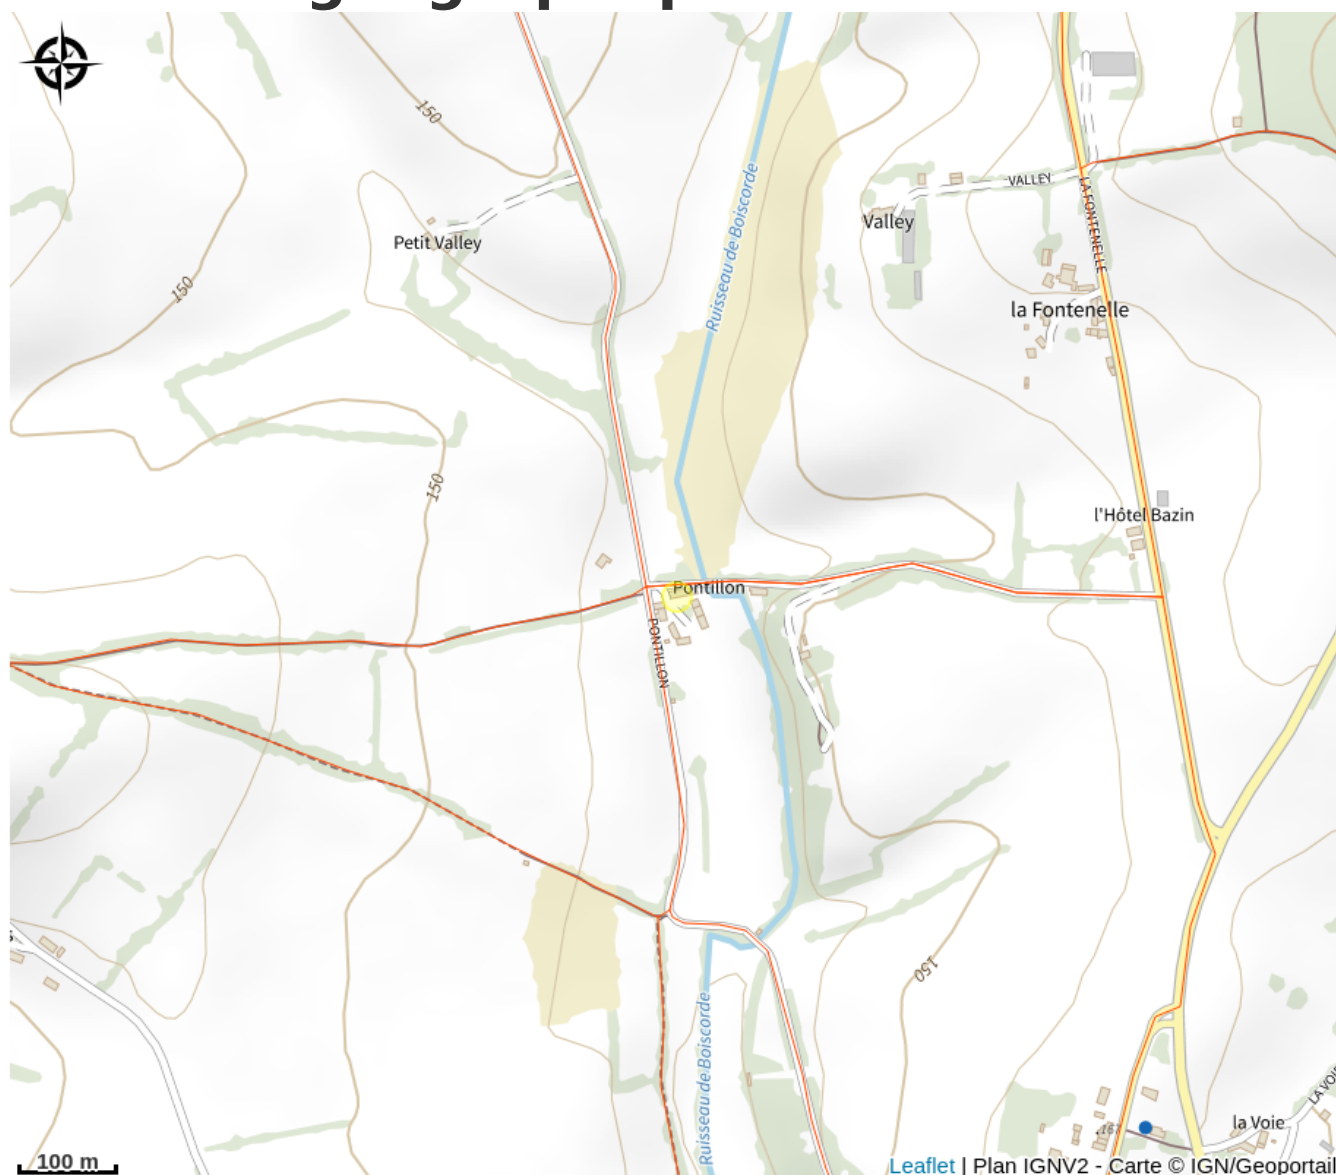 150
VALLEY
LA FONTENELLE
Valley
Petit Valley
Ruisseau de Boiscorde
150
la Fontenelle
150
l'Hôtel Bazin
Pontillon
PONTILLON
150
Ruisseau de Boiscorde
LA VOIE
la Voie
100 m
Leaflet | Plan IGNV2 - Carte © IGN/Geoportail